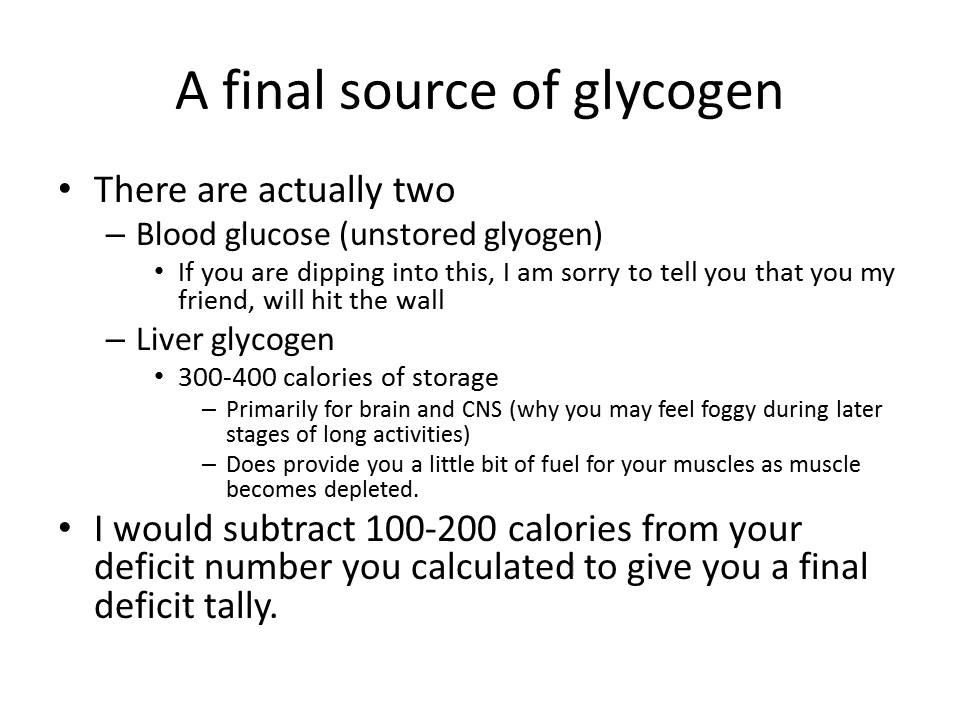 A final source of glycogen
• There are actually two
– Blood glucose (unstored glyogen)
• If you are dipping into this, I am sorry to tell you that you my
friend, will hit the wall
– Liver glycogen
• 300-400 calories of storage
– Primarily for brain and CNS (why you may feel foggy during later
stages of long activities)
– Does provide you a little bit of fuel for your muscles as muscle
becomes depleted.
• I would subtract 100-200 calories from your
deficit number you calculated to give you a final
deficit tally.